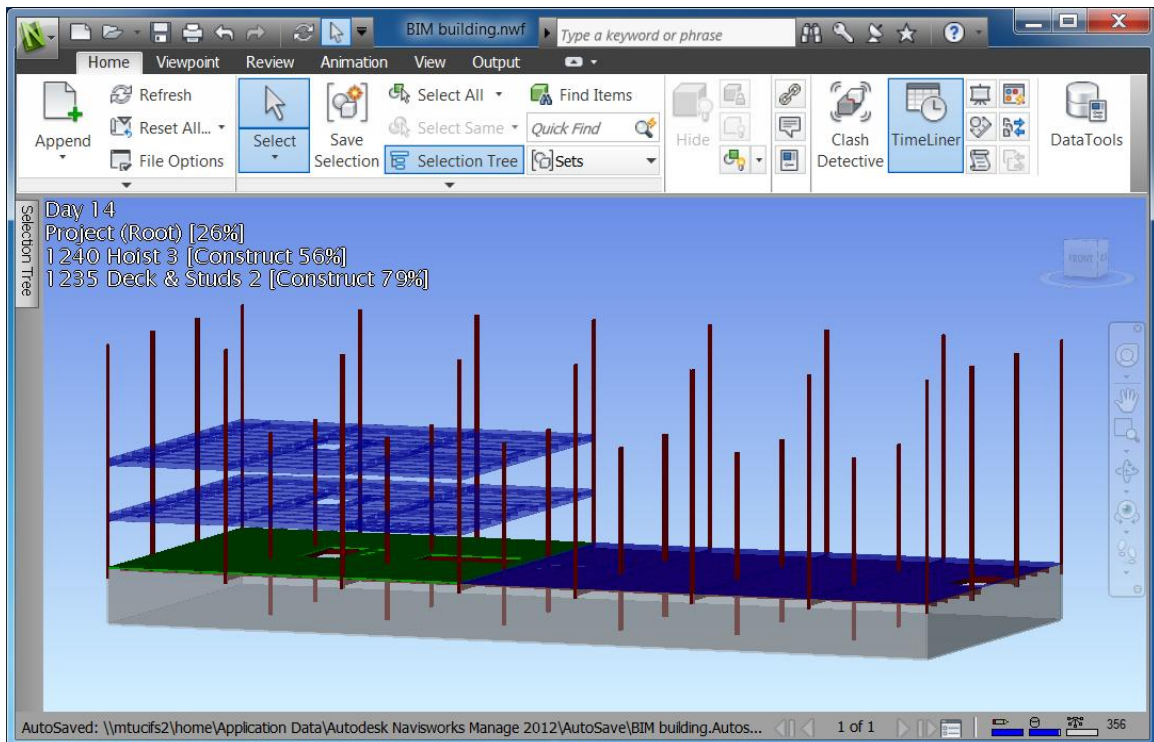 BIM building.nwf
Type a keyword or phrase
Home Viewpoint Review Animation View Output
Append
Refresh
Reset All...
File Options
Select
Save
Selection
Select All
Select Same
Selection Tree
Find Items
Quick Find
Sets
Hide
Clash
Detective
TimeLiner
DataTools
Selection Tree
Day 14
Project (Root) [26%]
1240 Hoist 3 [Construct 56%]
1235 Deck & Studs 2 [Construct 79%]
FRONT
AutoSaved: \\mtucifs2\home\Application Data\Autodesk Navisworks Manage 2012\AutoSave\BIM building.Autos...
1 of 1
356